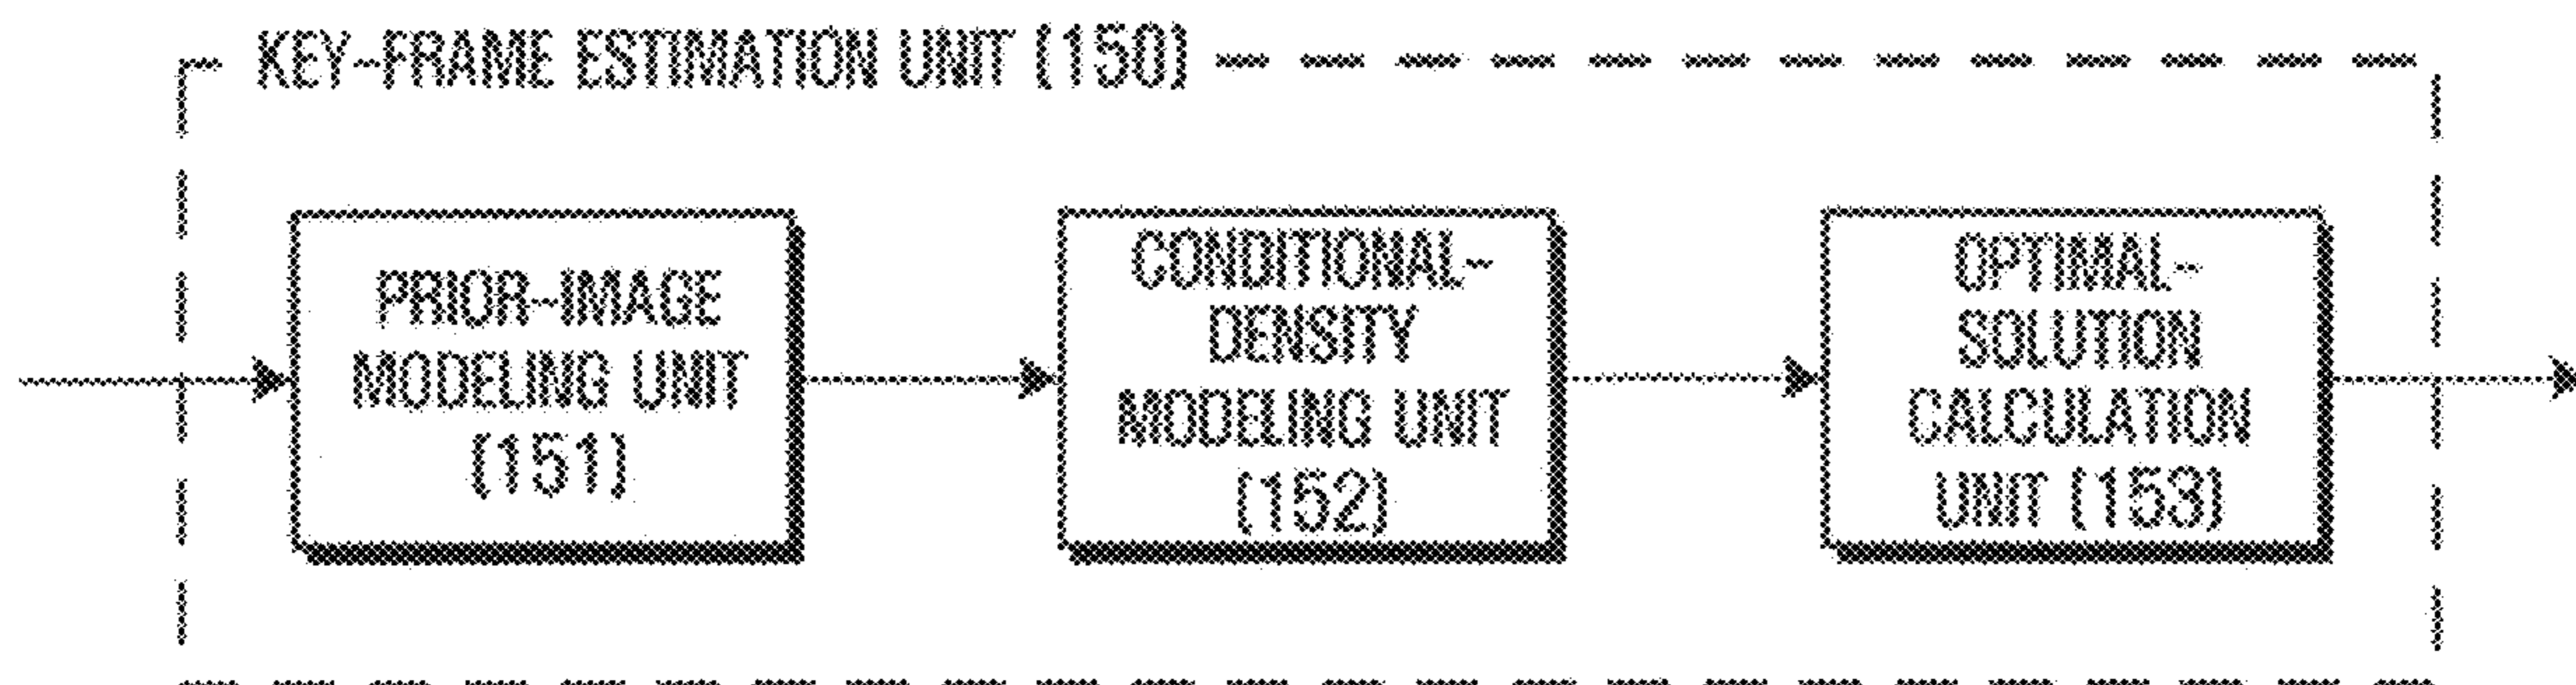 KEY-FRAME ESTIMATION UNIT (150)
PRIOR-IMAGE
MODELING UNIT
(151)
CONDITIONAL-
DENSITY
MODELING UNIT
(152)
OPTIMAL-
SOLUTION
CALCULATION
UNIT (153)